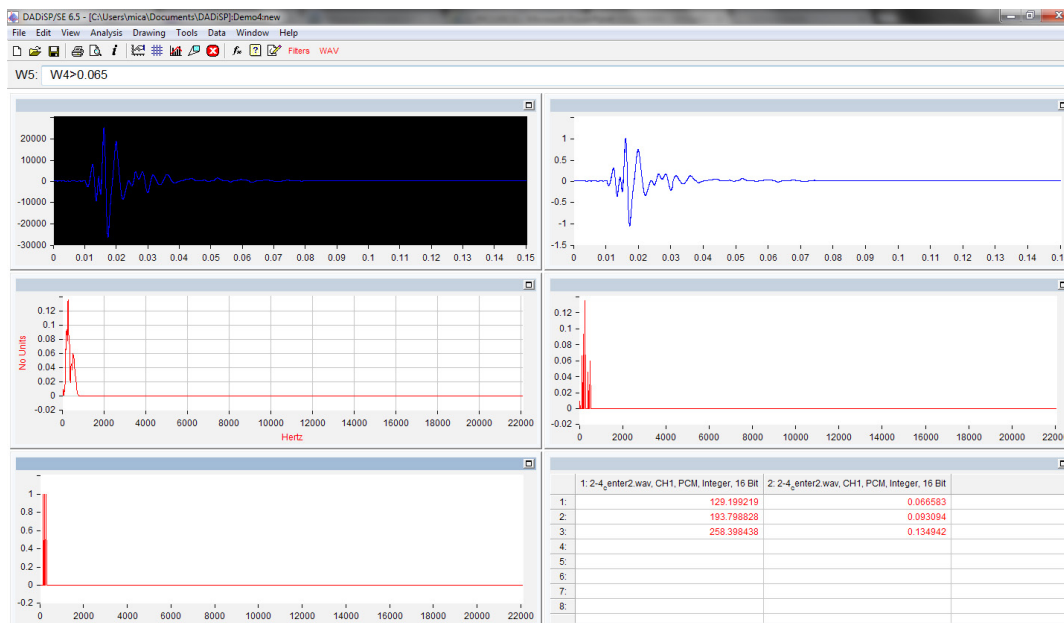 DADiSP/SE 6.5 - [C:\Users\mica\Documents\DADiSP]:Demo4:new
File Edit View Analysis Drawing Tools Data Window Help
Filters WAV
W5: W4>0.065
20000
10000
0
-10000
-20000
-30000
0 0.01 0.02 0.03 0.04 0.05 0.06 0.07 0.08 0.09 0.1 0.11 0.12 0.13 0.14 0.15
1
0.5
0
-0.5
-1
-1.5
0 0.01 0.02 0.03 0.04 0.05 0.06 0.07 0.08 0.09 0.1 0.11 0.12 0.13 0.14 0.1
No Units
0.12
0.1
0.08
0.06
0.04
0.02
0
-0.02
0 2000 4000 6000 8000 10000 12000 14000 16000 18000 20000 22000
Hertz
0.12
0.1
0.08
0.06
0.04
0.02
0
-0.02
0 2000 4000 6000 8000 10000 12000 14000 16000 18000 20000 22000
1
0.8
0.6
0.4
0.2
0
-0.2
0 2000 4000 6000 8000 10000 12000 14000 16000 18000 20000 22000
1: 2-4_center2.wav, CH1, PCM, Integer, 16 Bit 2: 2-4_center2.wav, CH1, PCM, Integer, 16 Bit
1: 129.199219 0.066583
2: 193.798828 0.093094
3: 258.398438 0.134942
4:
5:
6:
7:
8: